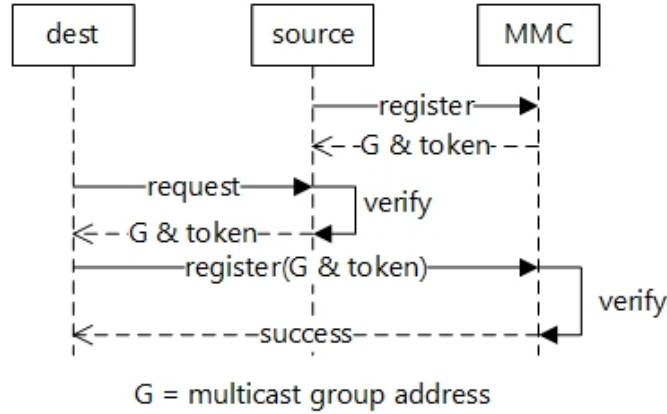 dest
source
MMC
register
G & token
request
verify
G & token
register(G & token)
verify
success
G = multicast group address